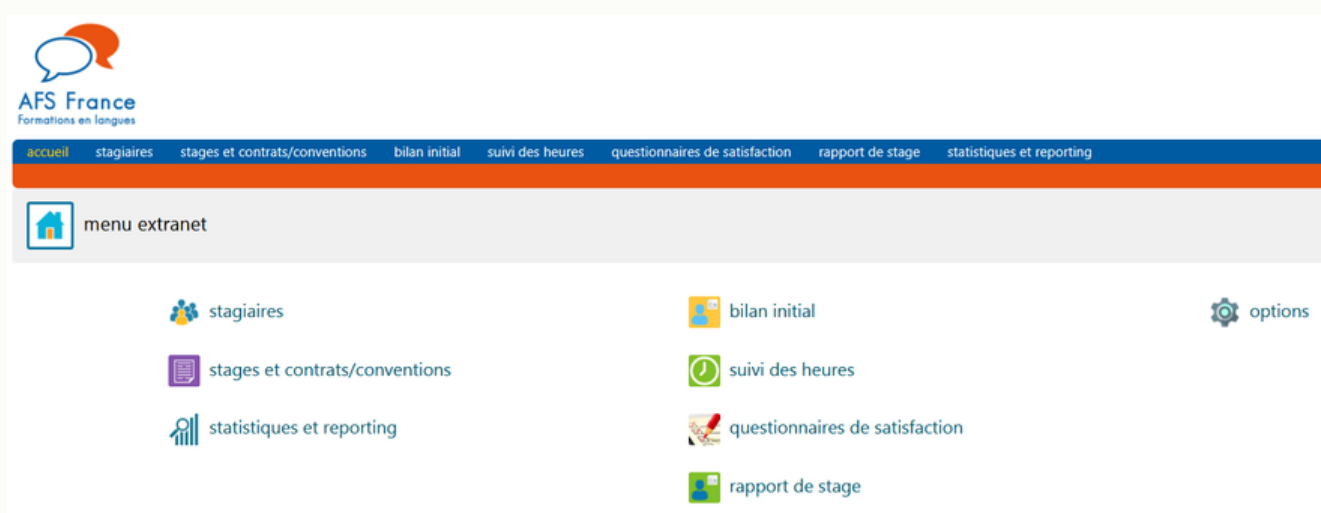 AFS France
Formations en langues
accueil stagiaires stages et contrats/conventions bilan initial suivi des heures questionnaires de satisfaction rapport de stage statistiques et reporting
menu extranet
stagiaires bilan initial options
stages et contrats/conventions suivi des heures
statistiques et reporting questionnaires de satisfaction
rapport de stage